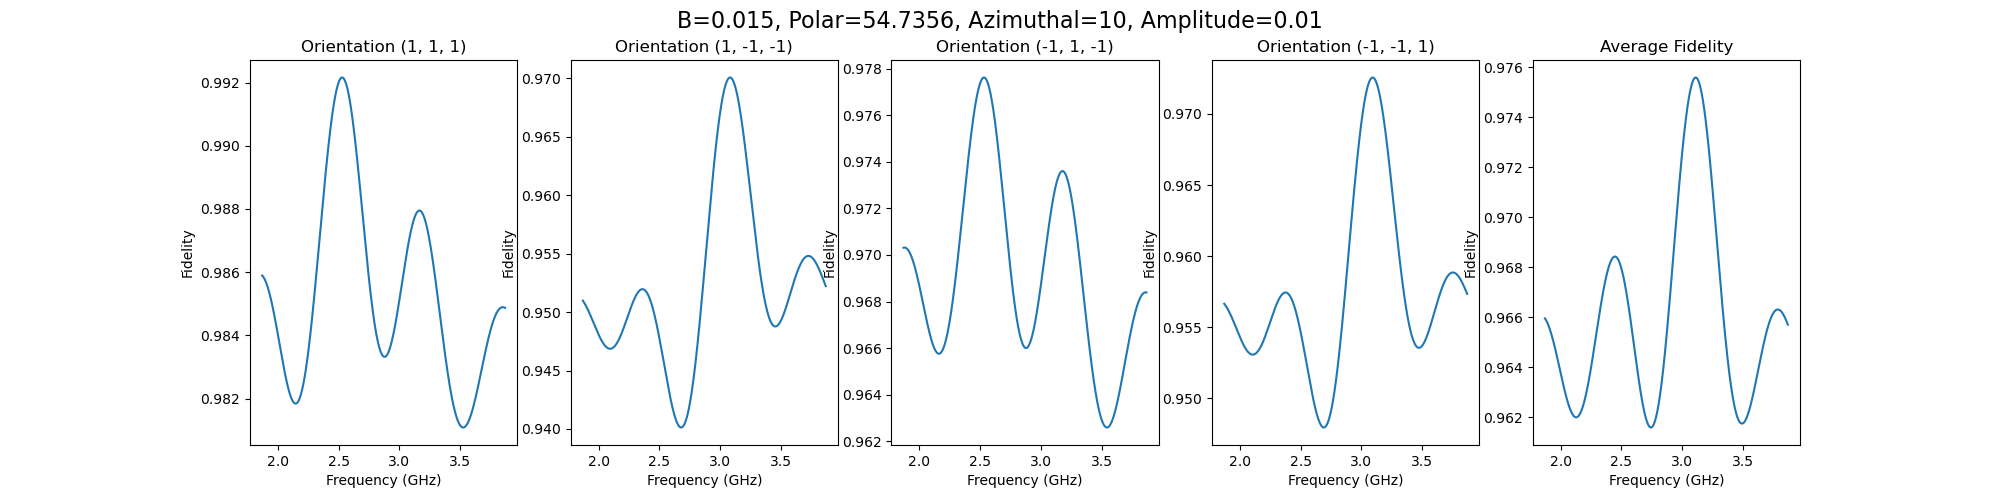 B=0.015, Polar=54.7356, Azimuthal=10, Amplitude=0.01
Orientation (1, 1, 1)
0.992
0.990
0.988
0.986
0.984
0.982
Fidelity
2.0 2.5 3.0 3.5
Frequency (GHz)
Orientation (1, -1, -1)
0.970
0.965
0.960
0.955
0.950
0.945
0.940
Fidelity
2.0 2.5 3.0 3.5
Frequency (GHz)
Orientation (-1, 1, -1)
0.978
0.976
0.974
0.972
0.970
0.968
0.966
0.964
0.962
Fidelity
2.0 2.5 3.0 3.5
Frequency (GHz)
Orientation (-1, -1, 1)
0.970
0.965
0.960
0.955
0.950
Fidelity
2.0 2.5 3.0 3.5
Frequency (GHz)
Average Fidelity
0.976
0.974
0.972
0.970
0.968
0.966
0.964
0.962
Fidelity
2.0 2.5 3.0 3.5
Frequency (GHz)